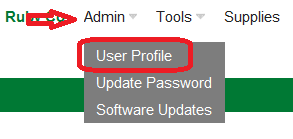 Admin Tools Supplies
User Profile
Update Password
Software Updates